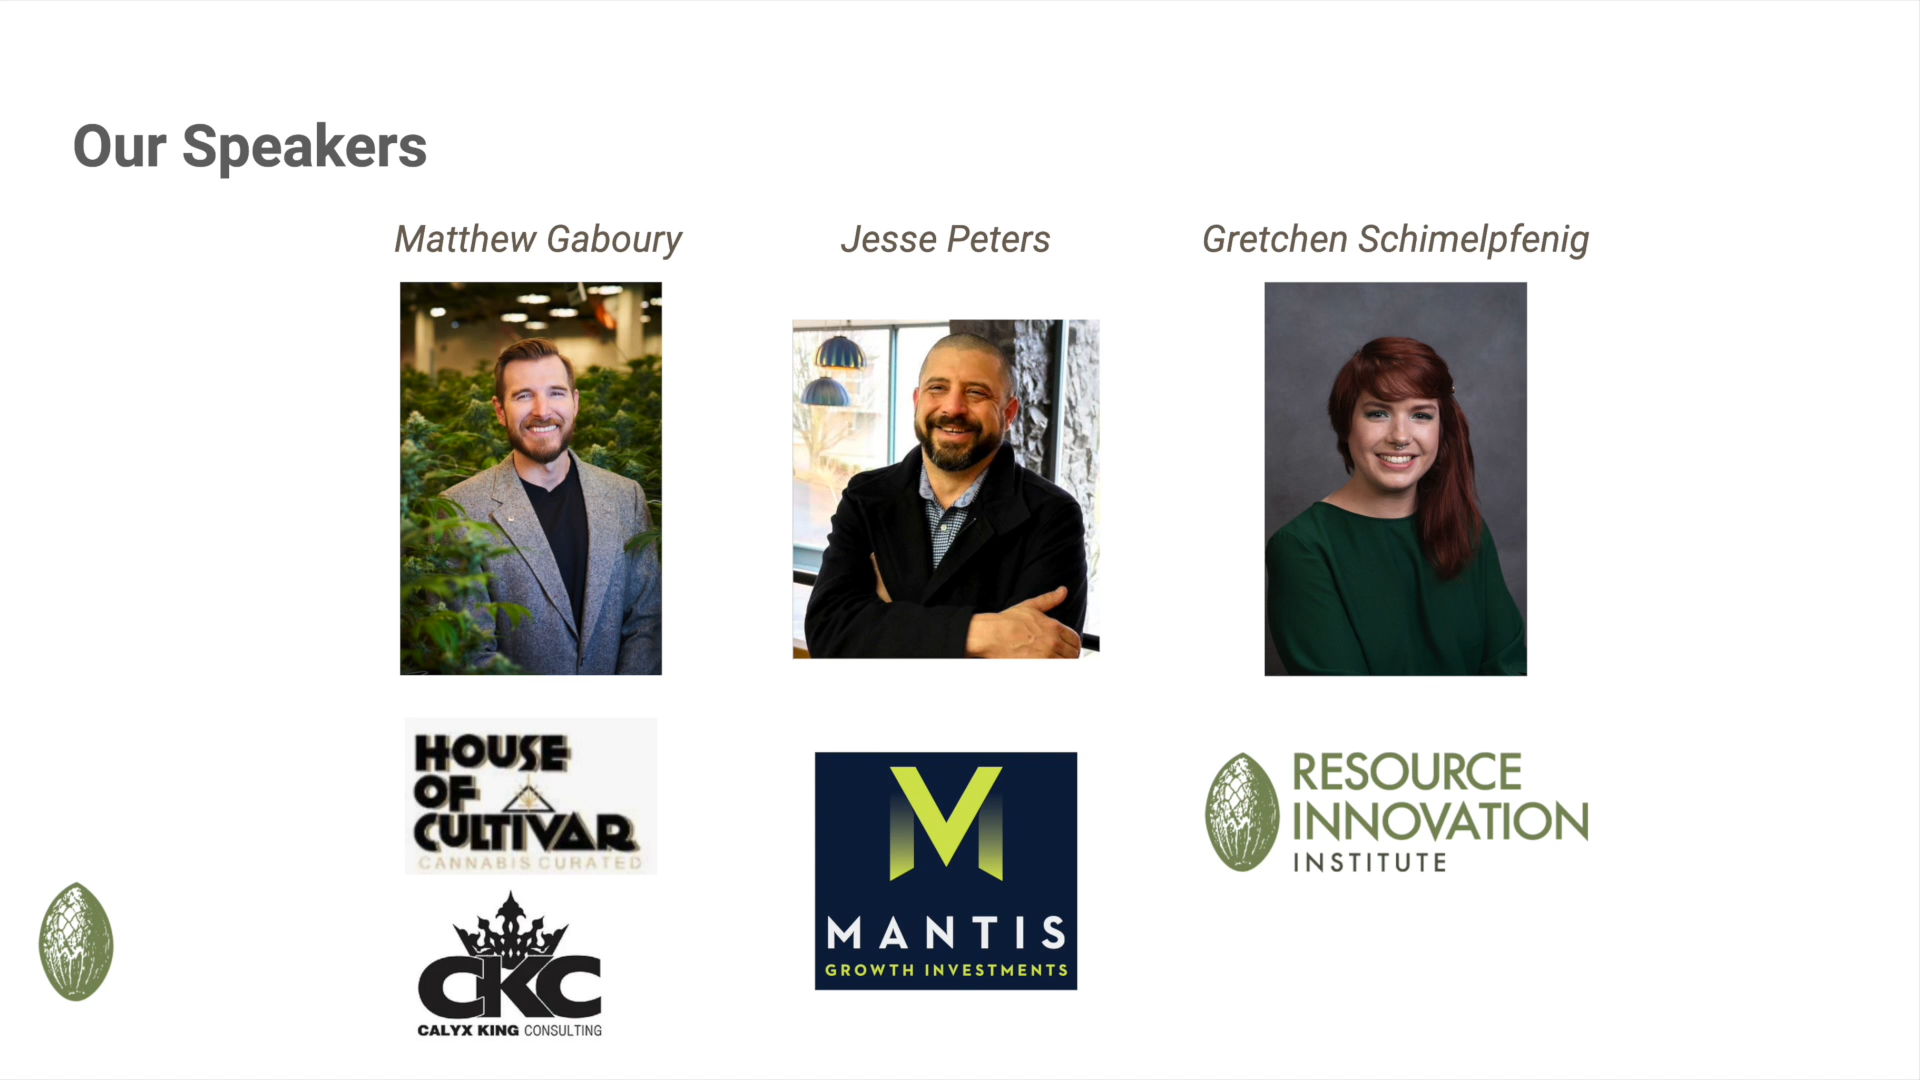 Our Speakers
Matthew Gaboury
Jesse Peters
Gretchen Schimelpfenig
HOUSE
OF
CULTIVAR
CANNABIS CURATED
CKC
CALYX KING CONSULTING
M
MANTIS
GROWTH INVESTMENTS
RESOURCE
INNOVATION
INSTITUTE